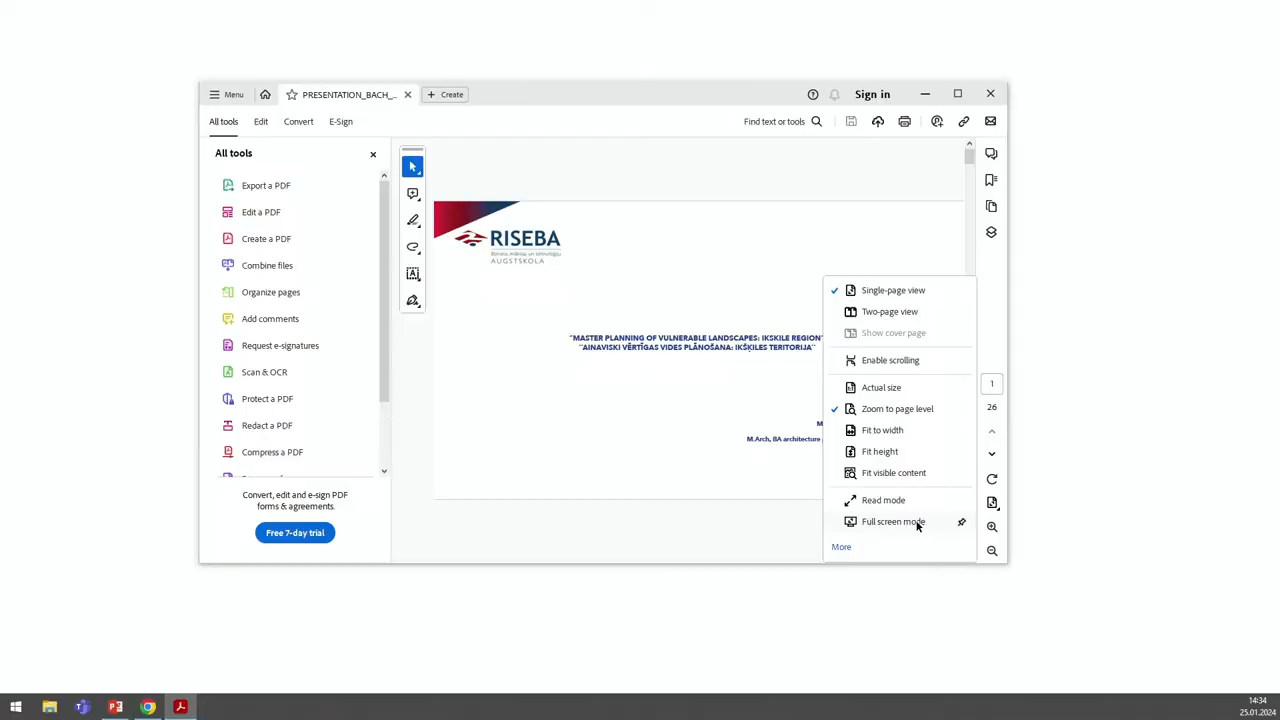 Menu
PRESENTATION_BACH_...
Create
Sign in
All tools
Edit
Convert
E-Sign
Find text or tools
All tools
Export a PDF
Edit a PDF
Create a PDF
Combine files
Organize pages
Add comments
Request e-signatures
Scan & OCR
Protect a PDF
Redact a PDF
Compress a PDF
Convert, edit and e-sign PDF
forms & agreements.
Free 7-day trial
RISEBA
Biznesa, mākslas un tehnoloģiju
AUGSTSKOLA
"MASTER PLANNING OF VULNERABLE LANDSCAPES: IKSKILE REGION"
"AINAVISKI VĒRTĪGAS VIDES PLĀNOŠANA: IKŠĶILES TERITORIJA"
M
M.Arch, BA architecture
Single-page view
Two-page view
Show cover page
Enable scrolling
Actual size
Zoom to page level
Fit to width
Fit height
Fit visible content
Read mode
Full screen mode
More
1
26
14:34
25.01.2024